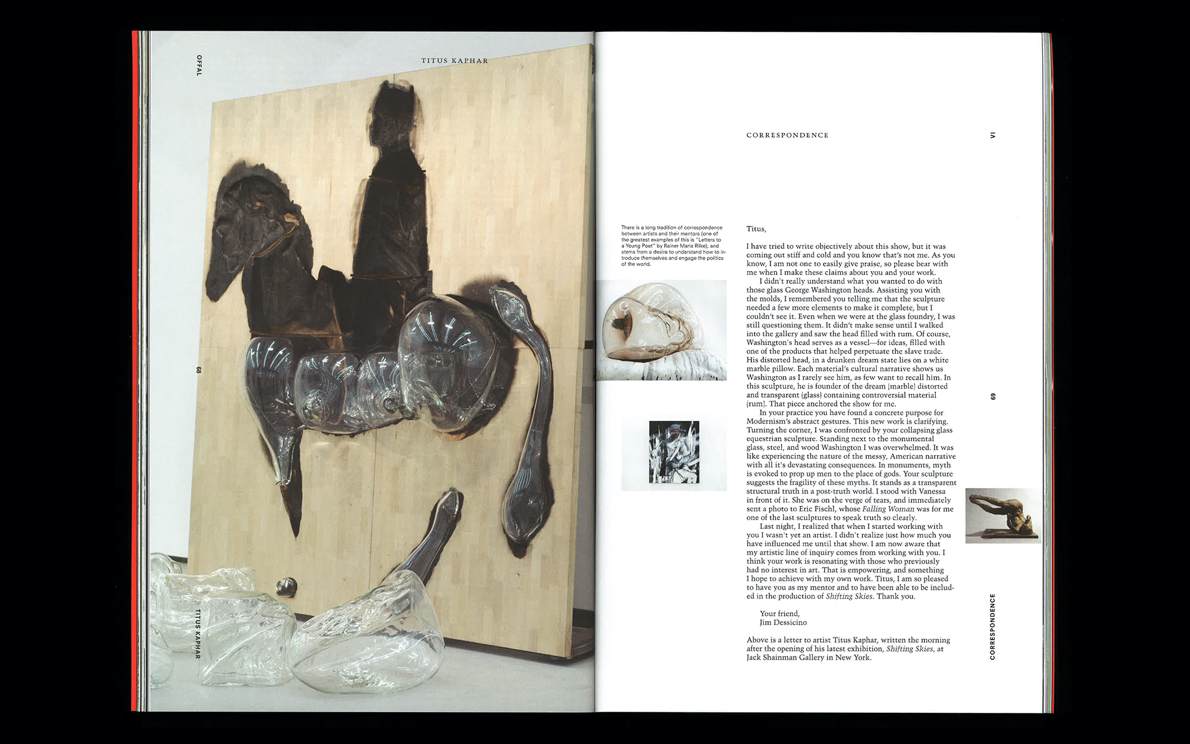 OFFAL
TITUS KAPHAR
68
TITUS KAPHAR
CORRESPONDENCE
VI
There is a long tradition of correspondence
between artists and their mentors (one of
the greatest examples of this is "Letters to
a Young Poet" by Rainer Maria Rilke), and
stems from a desire to understand how to in-
troduce themselves and engage the politics
of the world.
Titus,
I have tried to write objectively about this show, but it was
coming out stiff and cold and you know that's not me. As you
know, I am not one to easily give praise, so please bear with
me when I make these claims about you and your work.
I didn't really understand what you wanted to do with
those glass George Washington heads. Assisting you with
the molds, I remembered you telling me that the sculpture
needed a few more elements to make it complete, but I
couldn't see it. Even when we were at the glass foundry, I was
still questioning them. It didn't make sense until I walked
into the gallery and saw the head filled with rum. Of course,
Washington's head serves as a vessel—for ideas, filled with
one of the products that helped perpetuate the slave trade.
His distorted head, in a drunken dream state lies on a white
marble pillow. Each material's cultural narrative shows us
Washington as I rarely see him, as few want to recall him. In
this sculpture, he is founder of the dream [marble] distorted
and transparent (glass) containing controversial material
[rum]. That piece anchored the show for me.
In your practice you have found a concrete purpose for
Modernism's abstract gestures. This new work is clarifying.
Turning the corner, I was confronted by your collapsing glass
equestrian sculpture. Standing next to the monumental
glass, steel, and wood Washington I was overwhelmed. It was
like experiencing the nature of the messy, American narrative
with all it's devastating consequences. In monuments, myth
is evoked to prop up men to the place of gods. Your sculpture
suggests the fragility of these myths. It stands as a transparent
structural truth in a post-truth world. I stood with Vanessa
in front of it. She was on the verge of tears, and immediately
sent a photo to Eric Fischl, whose Falling Woman was for me
one of the last sculptures to speak truth so clearly.
Last night, I realized that when I started working with
you I wasn't yet an artist. I didn't realize just how much you
have influenced me until that show. I am now aware that
my artistic line of inquiry comes from working with you. I
think your work is resonating with those who previously
had no interest in art. That is empowering, and something
I hope to achieve with my own work. Titus, I am so pleased
to have you as my mentor and to have been able to be includ-
ed in the production of Shifting Skies. Thank you.
Your friend,
Jim Dessicino
Above is a letter to artist Titus Kaphar, written the morning
after the opening of his latest exhibition, Shifting Skies, at
Jack Shainman Gallery in New York.
69
CORRESPONDENCE